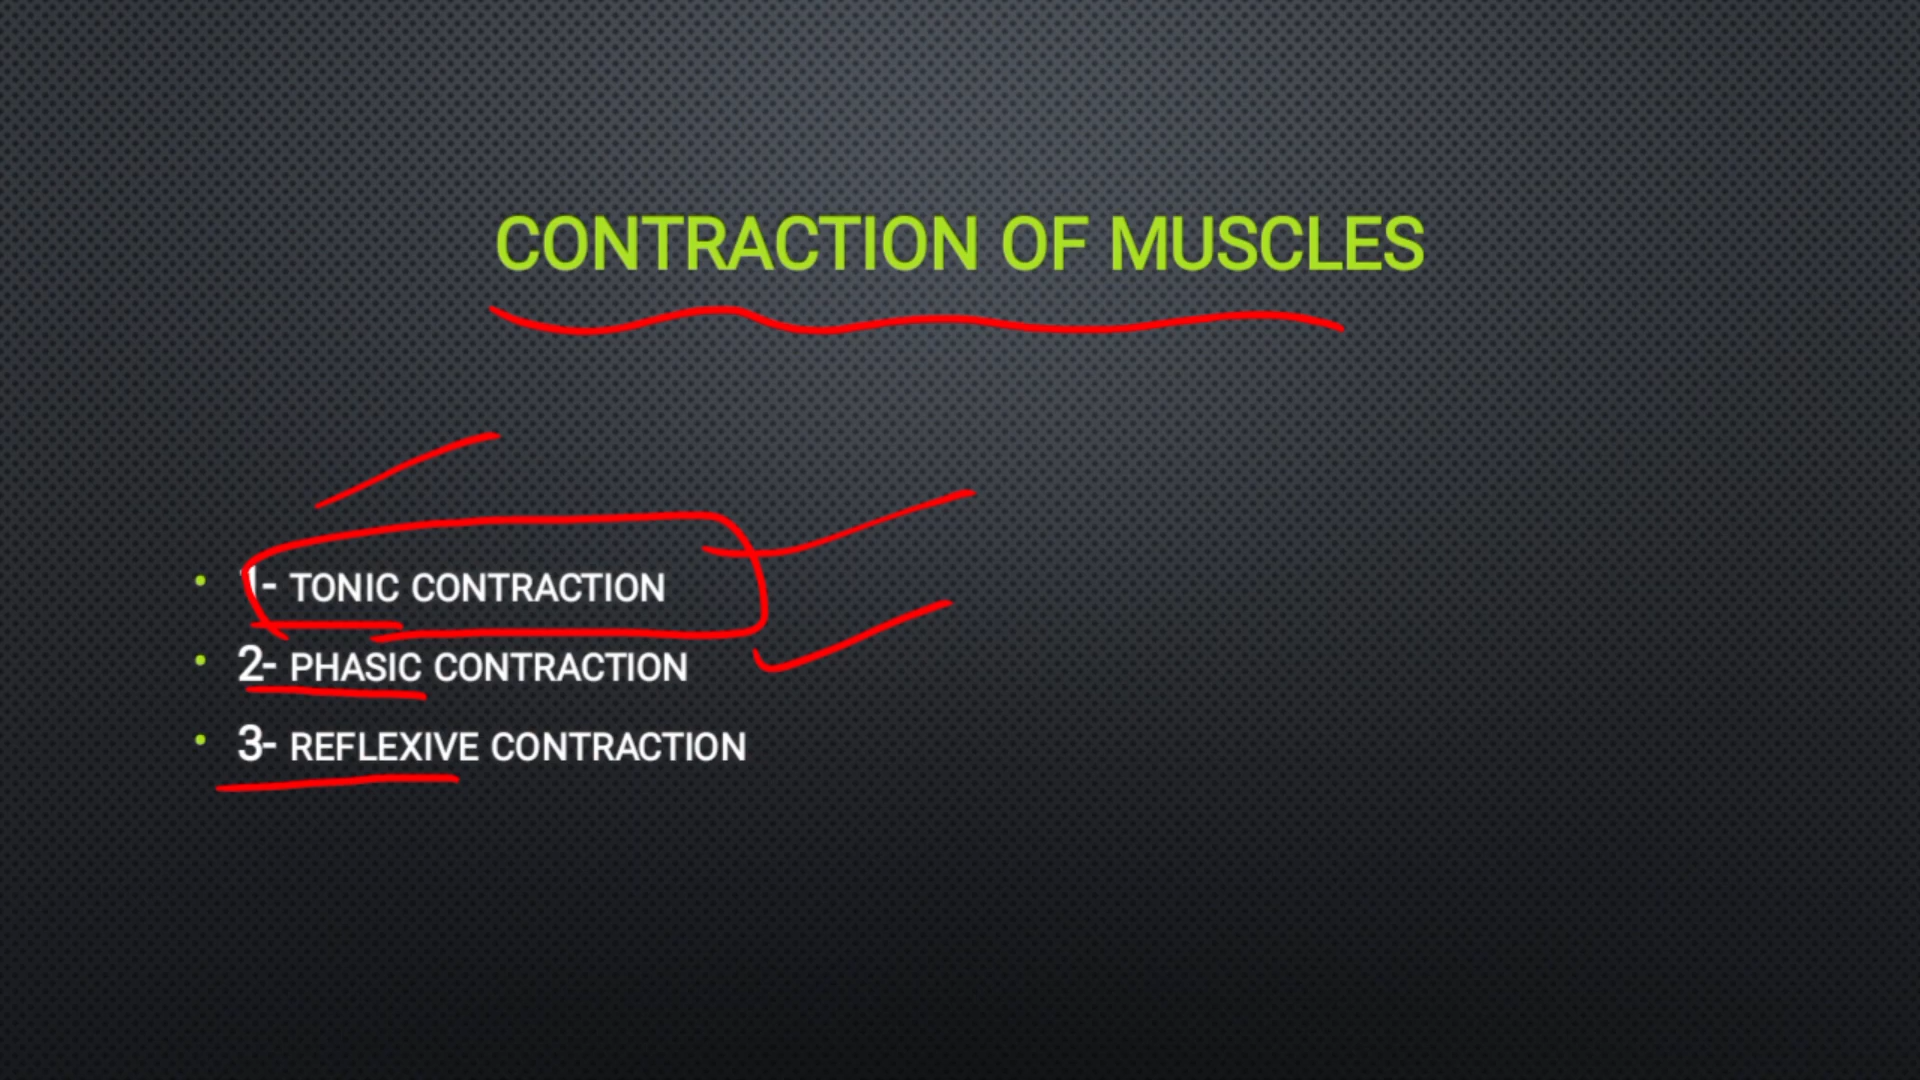 CONTRACTION OF MUSCLES
• 1- TONIC CONTRACTION
• 2- PHASIC CONTRACTION
• 3- REFLEXIVE CONTRACTION